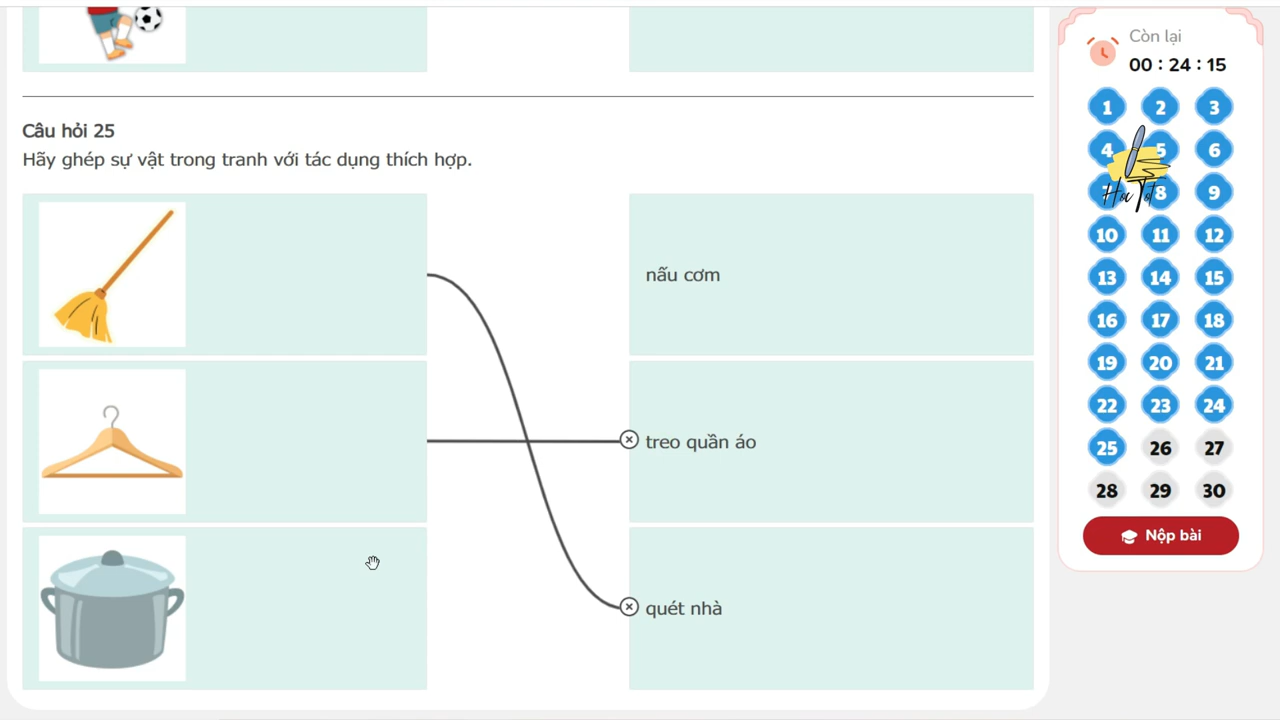 Câu hỏi 25
Hãy ghép sự vật trong tranh với tác dụng thích hợp.
nấu cơm
treo quần áo
quét nhà
Còn lại
00 : 24 : 15
1 2 3
4 5 6
7 8 9
Học Tốt
10 11 12
13 14 15
16 17 18
19 20 21
22 23 24
25 26 27
28 29 30
Nộp bài